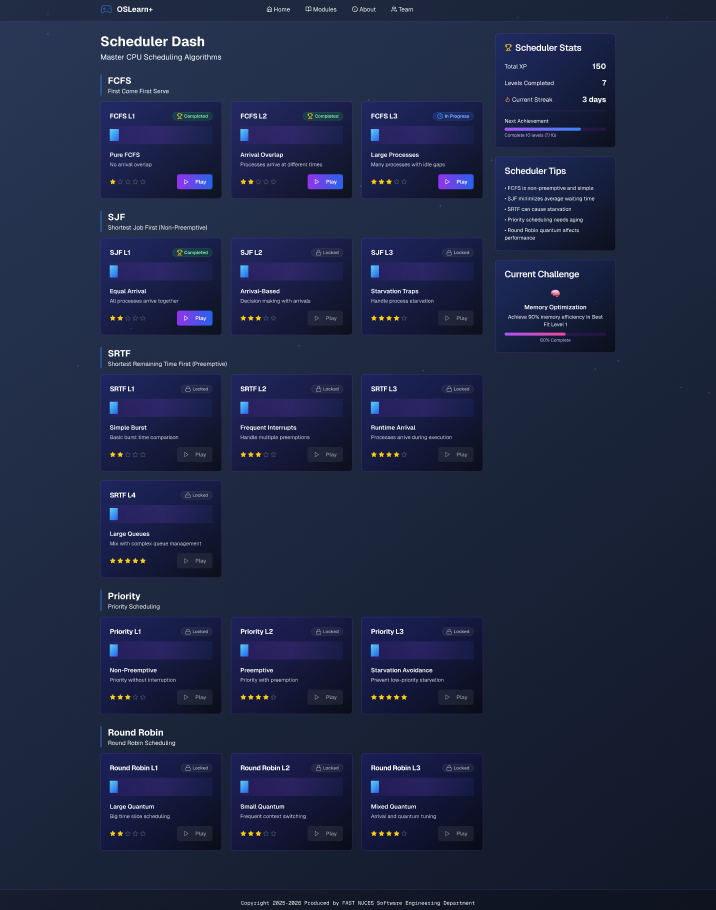 OSLearn+
Home
Modules
About
Team
Scheduler Dash
Master CPU Scheduling Algorithms
FCFS
First Come First Serve
FCFS L1
Completed
Pure FCFS
No arrival overlap
Play
FCFS L2
Completed
Arrival Overlap
Processes arrive at different times
Play
FCFS L3
In Progress
Large Processes
Many processes with idle gaps
Play
SJF
Shortest Job First (Non-Preemptive)
SJF L1
Completed
Equal Arrival
All processes arrive together
Play
SJF L2
Locked
Arrival-Based
Decision making with arrivals
Play
SJF L3
Locked
Starvation Traps
Handle process starvation
Play
SRTF
Shortest Remaining Time First (Preemptive)
SRTF L1
Locked
Simple Burst
Basic burst time comparison
Play
SRTF L2
Locked
Frequent Interrupts
Handle multiple preemptions
Play
SRTF L3
Locked
Runtime Arrival
Processes arrive during execution
Play
SRTF L4
Locked
Large Queues
Mix with complex queue management
Play
Priority
Priority Scheduling
Priority L1
Locked
Non-Preemptive
Priority without interruption
Play
Priority L2
Locked
Preemptive
Priority with preemption
Play
Priority L3
Locked
Starvation Avoidance
Prevent low-priority starvation
Play
Round Robin
Round Robin Scheduling
Round Robin L1
Locked
Large Quantum
Big time slice scheduling
Play
Round Robin L2
Locked
Small Quantum
Frequent context switching
Play
Round Robin L3
Locked
Mixed Quantum
Arrival and quantum tuning
Play
Scheduler Stats
Total XP 150
Levels Completed 7
Current Streak 3 days
Next Achievement
Complete 10 levels (7/10)
Scheduler Tips
• FCFS is non-preemptive and simple
• SJF minimizes average waiting time
• SRTF can cause starvation
• Priority scheduling needs aging
• Round Robin quantum affects
performance
Current Challenge
Memory Optimization
Achieve 90% memory efficiency in Best
Fit Level 1
60% Complete
Copyright 2025-2026 Produced by FAST NUCES Software Engineering Department